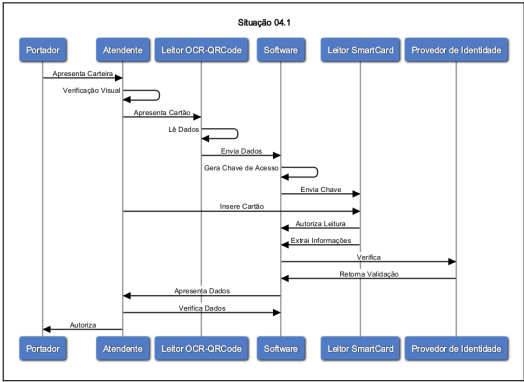 Situação 04.1
Portador Atendente Leitor OCR-QRCode Software Leitor SmartCard Provedor de Identidade
Apresenta Carteira
Verificação Visual
Apresenta Cartão
Lê Dados
Envia Dados
Gera Chave de Acesso
Envia Chave
Insere Cartão
Autoriza Leitura
Extrai Informações
Verifica
Retorna Validação
Apresenta Dados
Verifica Dados
Autoriza
Portador Atendente Leitor OCR-QRCode Software Leitor SmartCard Provedor de Identidade